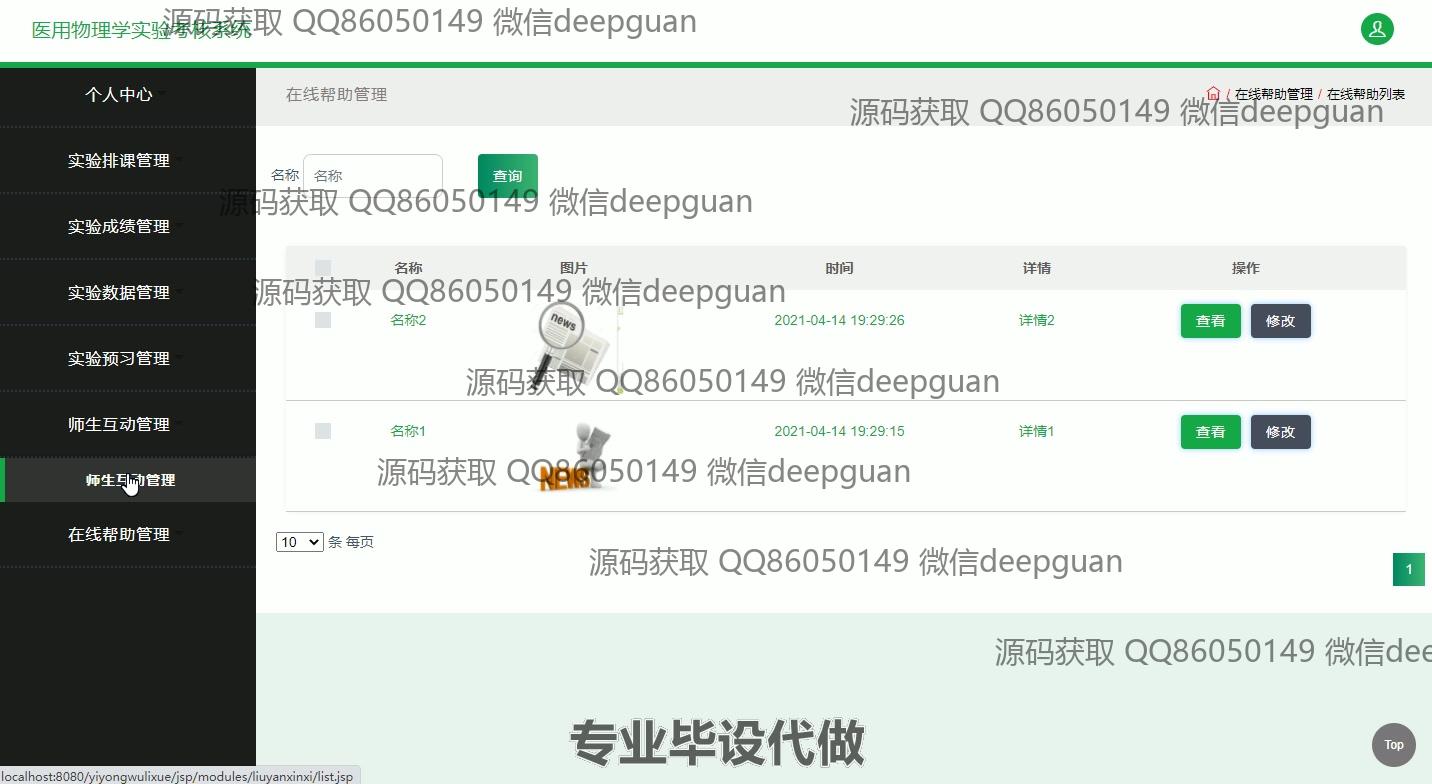 医用物理学实验考核系统
源码获取 QQ86050149 微信deepguan
个人中心
实验排课管理
实验成绩管理
实验数据管理
实验预习管理
师生互动管理
师生互动管理
在线帮助管理
在线帮助管理
/ 在线帮助管理 / 在线帮助列表
源码获取 QQ86050149 微信deepguan
名称 名称 查询
源码获取 QQ86050149 微信deepguan
名称 图片 时间 详情 操作
源码获取 QQ86050149 微信deepguan
名称2 news 2021-04-14 19:29:26 详情2 查看 修改
源码获取 QQ86050149 微信deepguan
名称1 NEWS 2021-04-14 19:29:15 详情1 查看 修改
源码获取 QQ86050149 微信deepguan
10 条 每页
源码获取 QQ86050149 微信deepguan
1
源码获取 QQ86050149 微信dee
专业毕设代做
Top
localhost:8080/yiyongwulixue/jsp/modules/liuyanxinxi/list.jsp